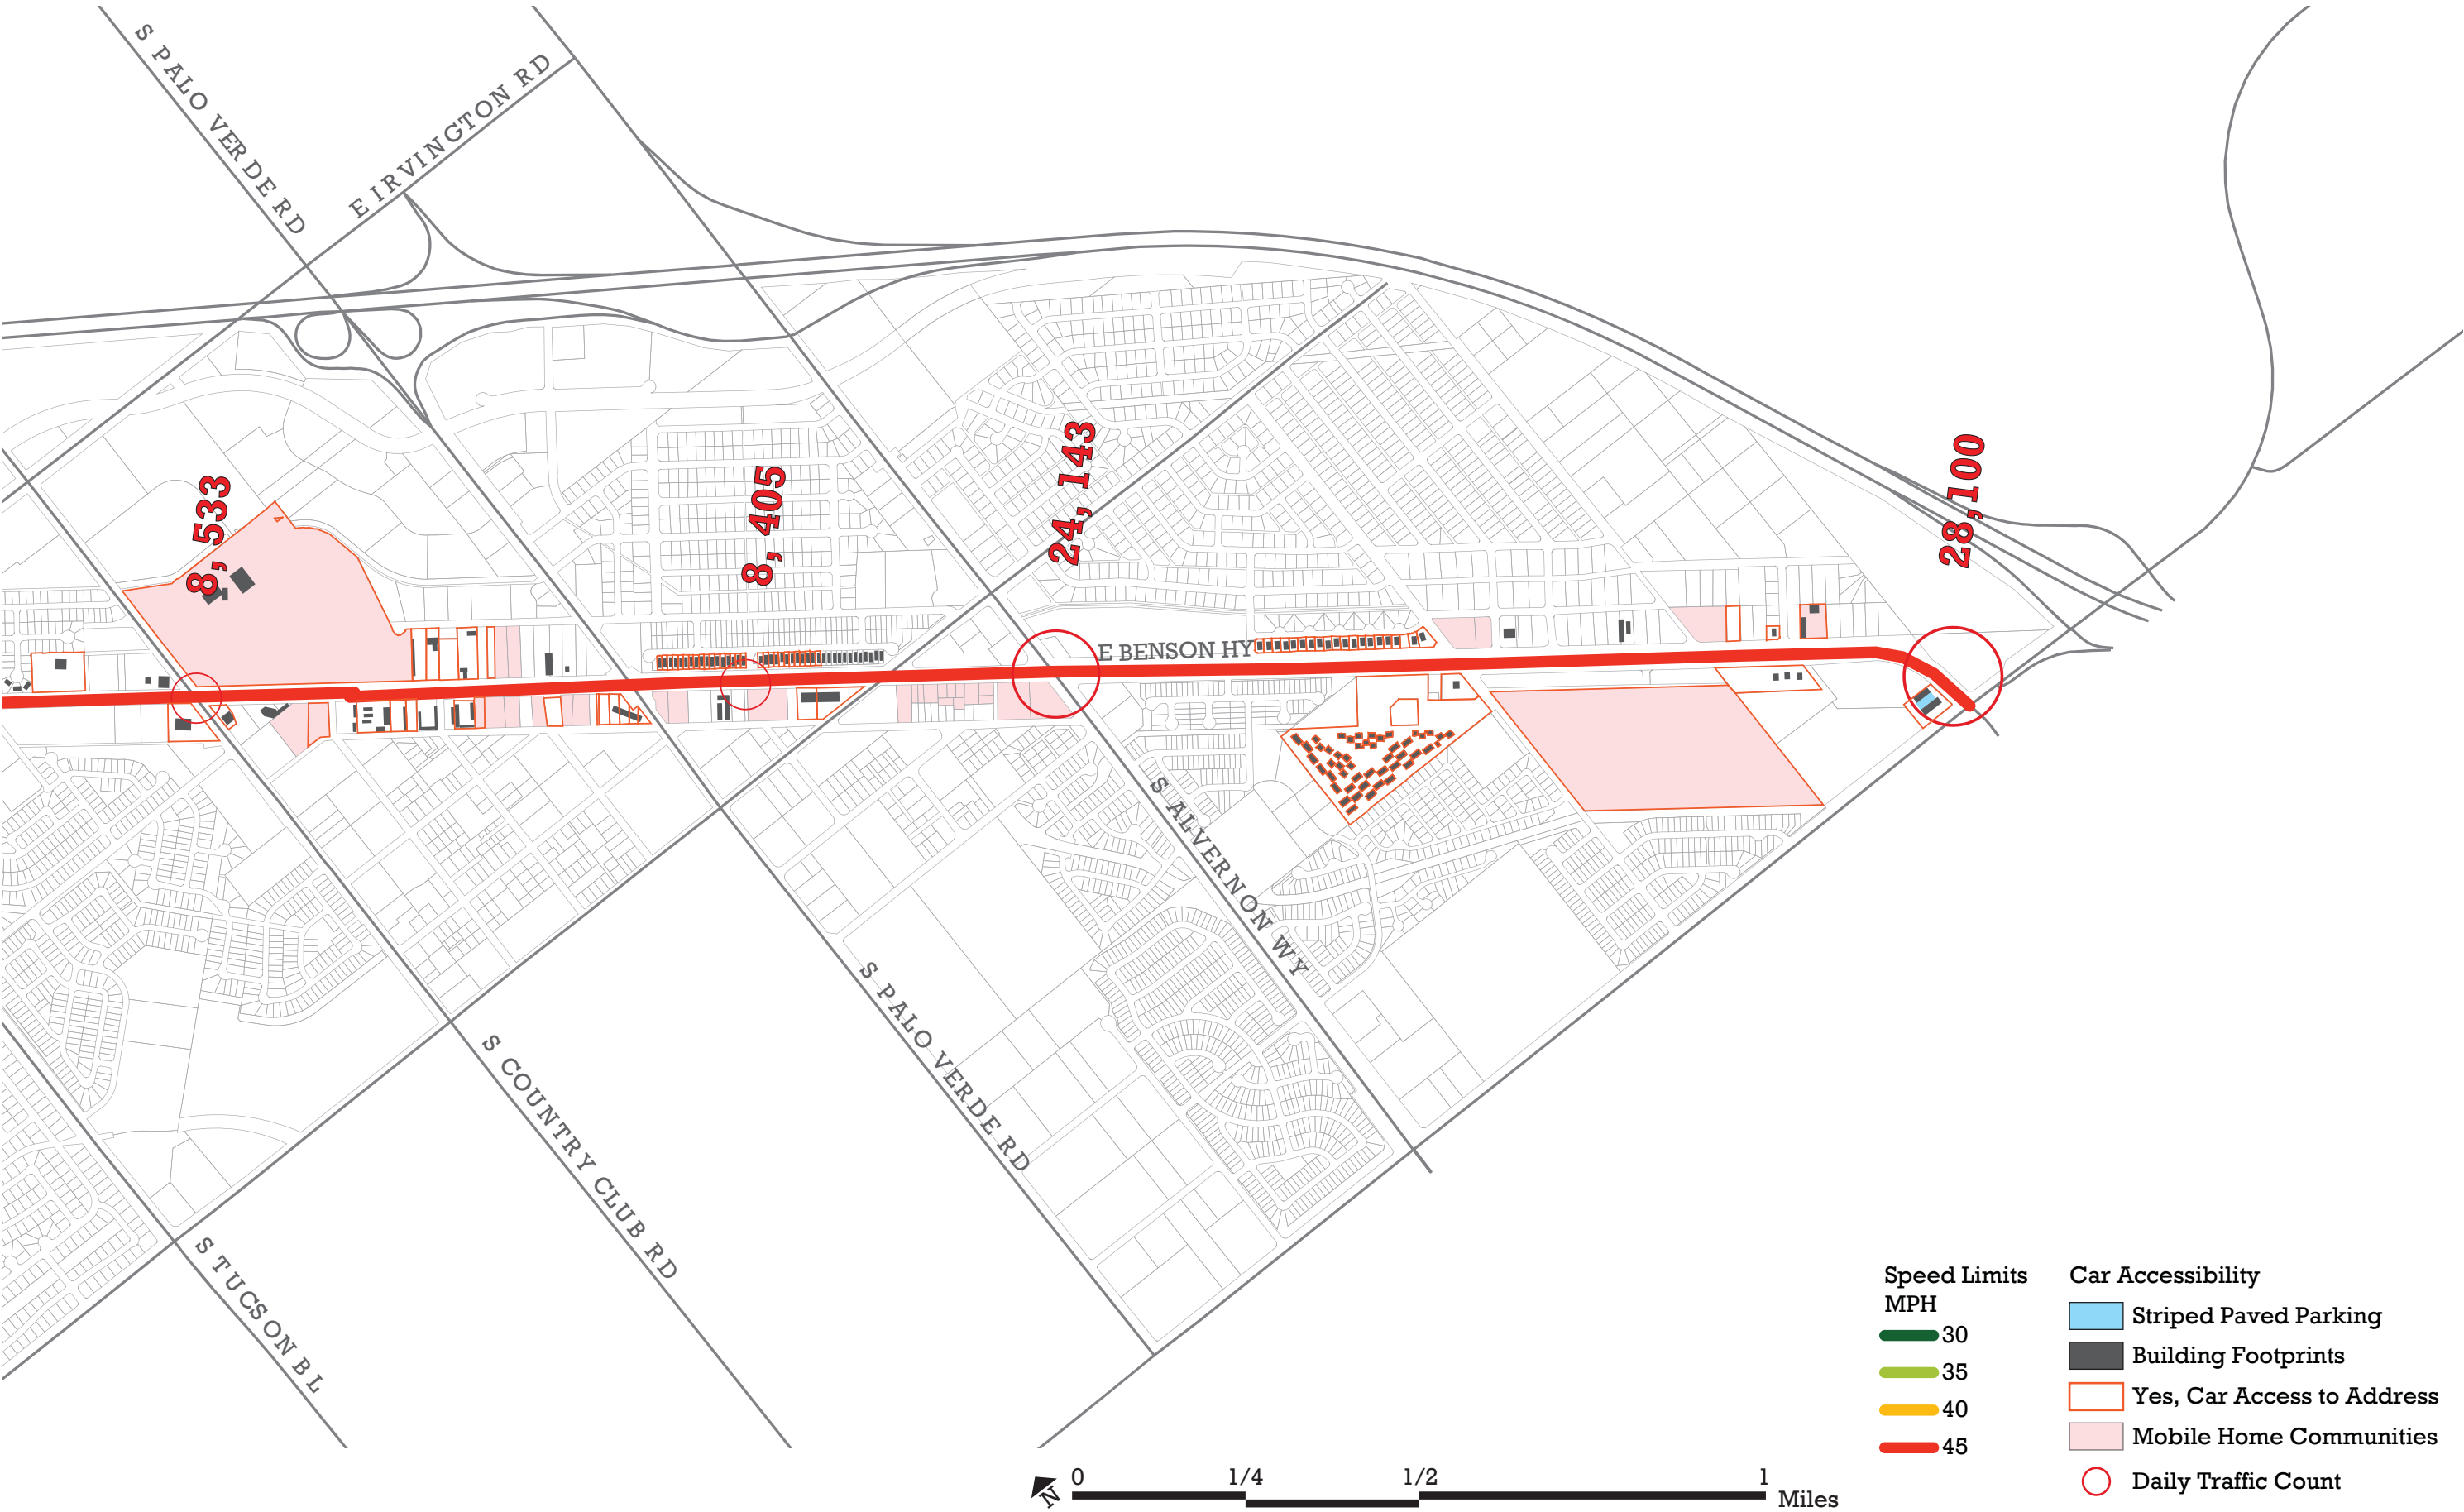 S PALO VERDE RD
E IRVINGTON RD
8,533
8,405
24,143
28,100
E BENSON HY
S ALVERNON WY
S PALO VERDE RD
S COUNTRY CLUB RD
S TUCSON BL
Speed Limits
MPH
30
35
40
45
Car Accessibility
Striped Paved Parking
Building Footprints
Yes, Car Access to Address
Mobile Home Communities
Daily Traffic Count
N
0 1/4 1/2 1
Miles